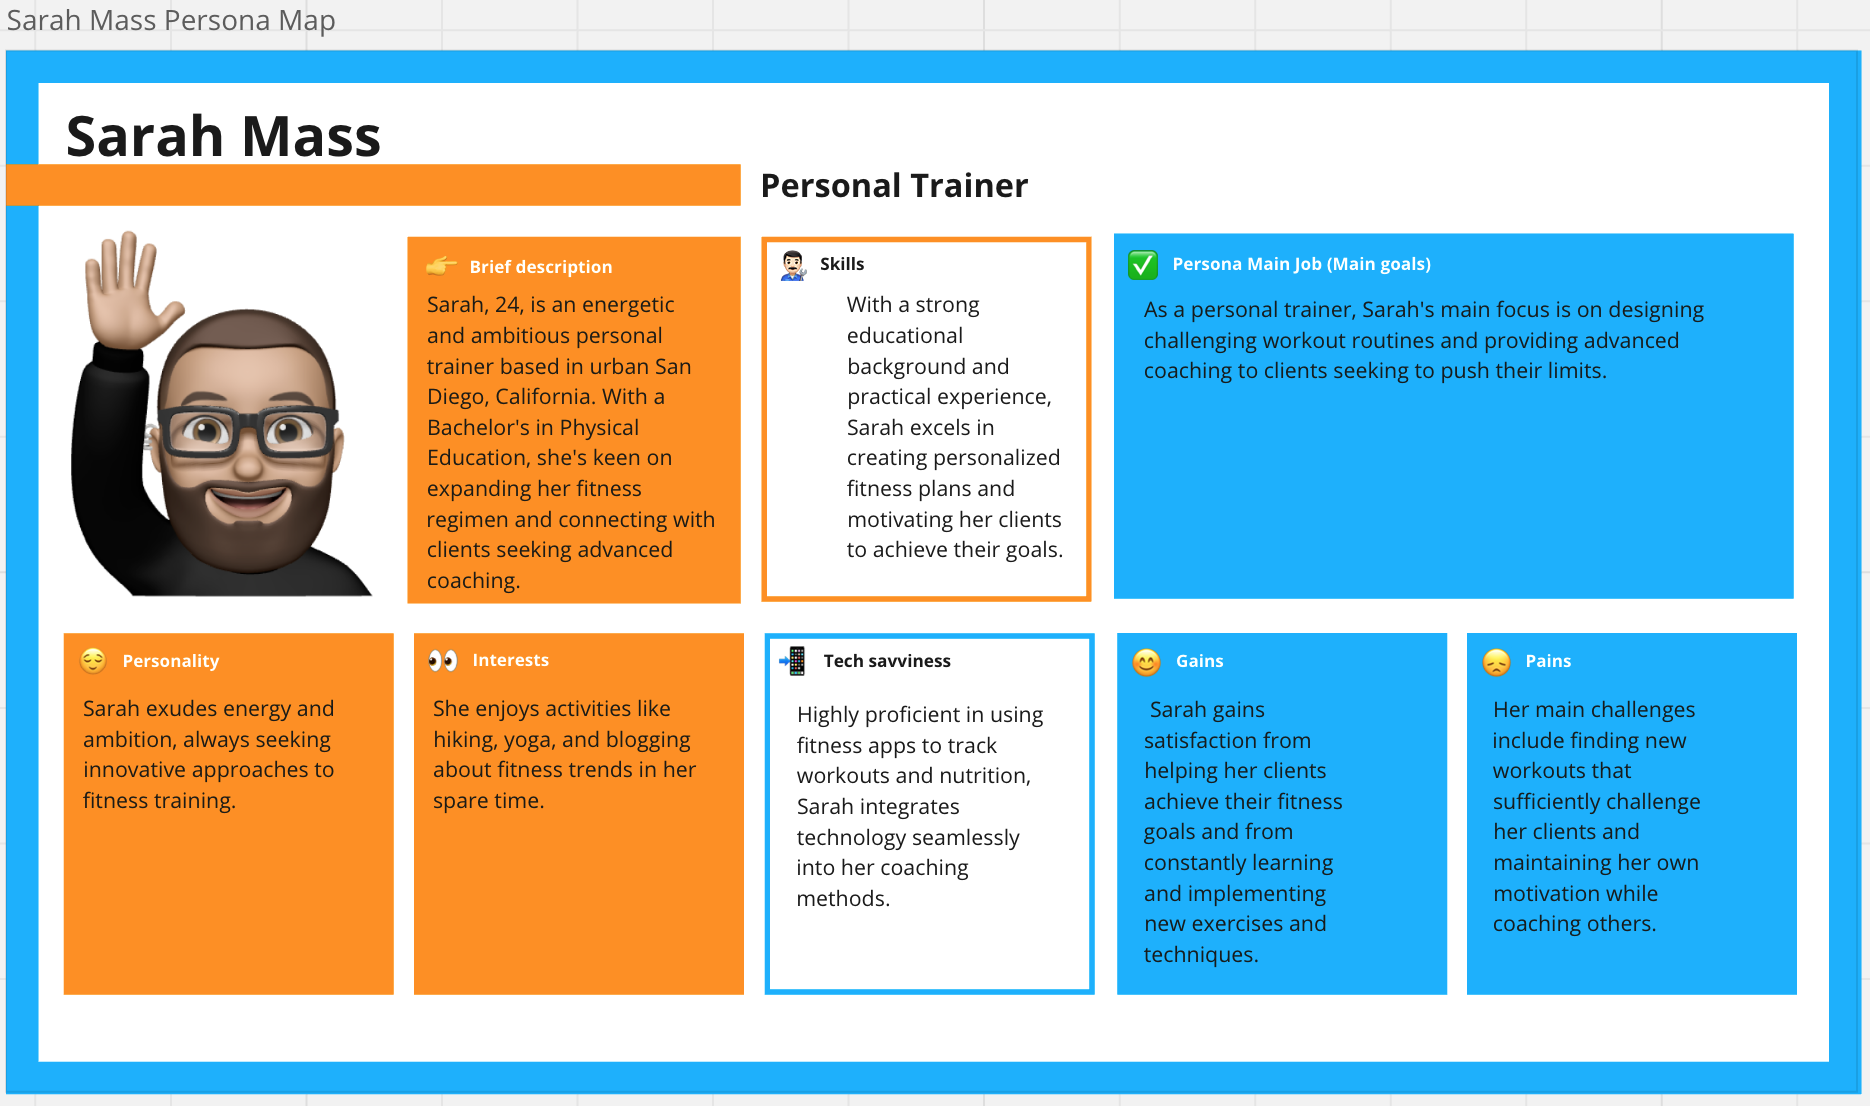 Sarah Mass Persona Map
Sarah Mass
Personal Trainer
Brief description
Sarah, 24, is an energetic
and ambitious personal
trainer based in urban San
Diego, California. With a
Bachelor's in Physical
Education, she's keen on
expanding her fitness
regimen and connecting with
clients seeking advanced
coaching.
Skills
With a strong
educational
background and
practical experience,
Sarah excels in
creating personalized
fitness plans and
motivating her clients
to achieve their goals.
Persona Main Job (Main goals)
As a personal trainer, Sarah's main focus is on designing
challenging workout routines and providing advanced
coaching to clients seeking to push their limits.
Personality
Sarah exudes energy and
ambition, always seeking
innovative approaches to
fitness training.
Interests
She enjoys activities like
hiking, yoga, and blogging
about fitness trends in her
spare time.
Tech savviness
Highly proficient in using
fitness apps to track
workouts and nutrition,
Sarah integrates
technology seamlessly
into her coaching
methods.
Gains
Sarah gains
satisfaction from
helping her clients
achieve their fitness
goals and from
constantly learning
and implementing
new exercises and
techniques.
Pains
Her main challenges
include finding new
workouts that
sufficiently challenge
her clients and
maintaining her own
motivation while
coaching others.